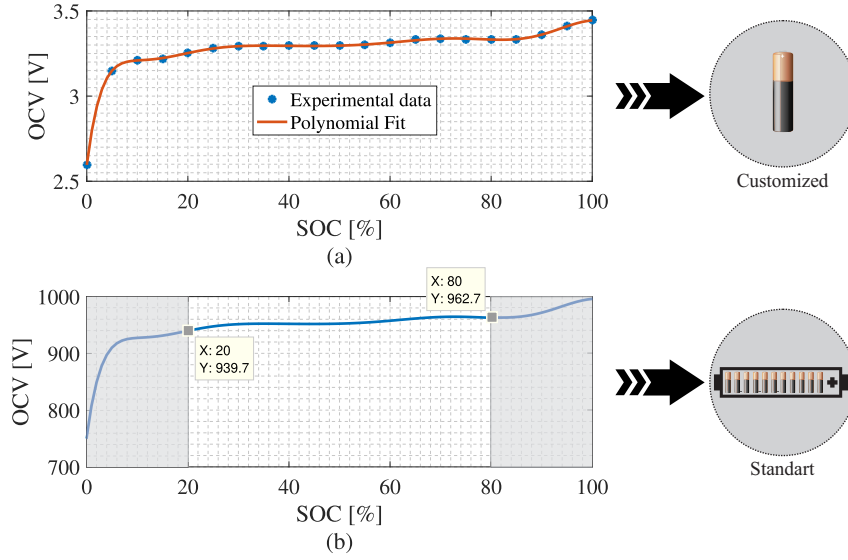 3.5
3
2.5
OCV [V]
Experimental data
Polynomial Fit
0
20
40
60
80
100
SOC [%]
(a)
Customized
1000
900
800
700
OCV [V]
X: 80
Y: 962.7
X: 20
Y: 939.7
0
20
40
60
80
100
SOC [%]
(b)
+
Standart